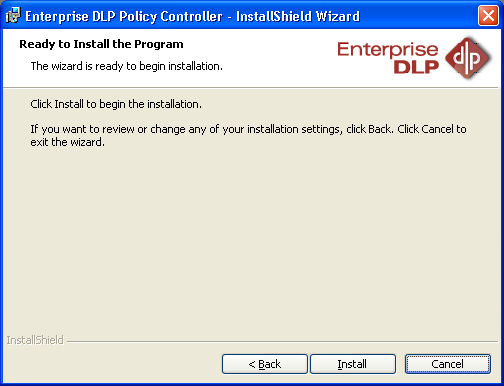 Enterprise DLP Policy Controller - InstallShield Wizard
Ready to Install the Program
The wizard is ready to begin installation.
Enterprise
DLP
dlp
Click Install to begin the installation.
If you want to review or change any of your installation settings, click Back. Click Cancel to
exit the wizard.
InstallShield
< Back
Install
Cancel